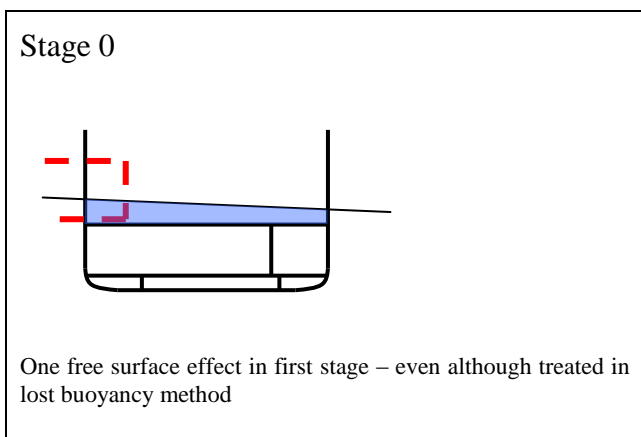 Stage 0
One free surface effect in first stage – even although treated in
lost buoyancy method